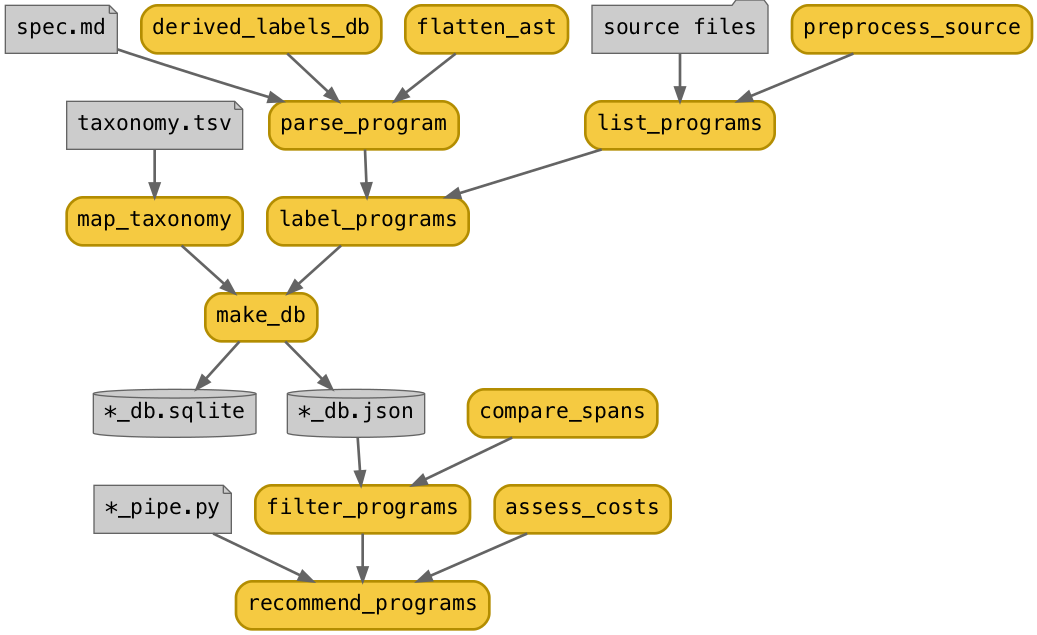 spec.md
derived_labels_db
flatten_ast
source files
preprocess_source
taxonomy.tsv
parse_program
list_programs
map_taxonomy
label_programs
make_db
*_db.sqlite
*_db.json
compare_spans
*_pipe.py
filter_programs
assess_costs
recommend_programs